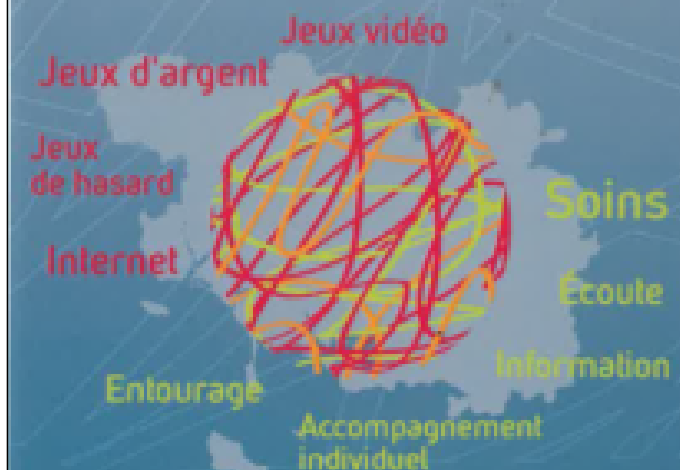 Jeux vidéo
Jeux d'argent
Jeux
de hasard
Soins
Internet
Écoute
Information
Entourage
Accompagnement
individuel